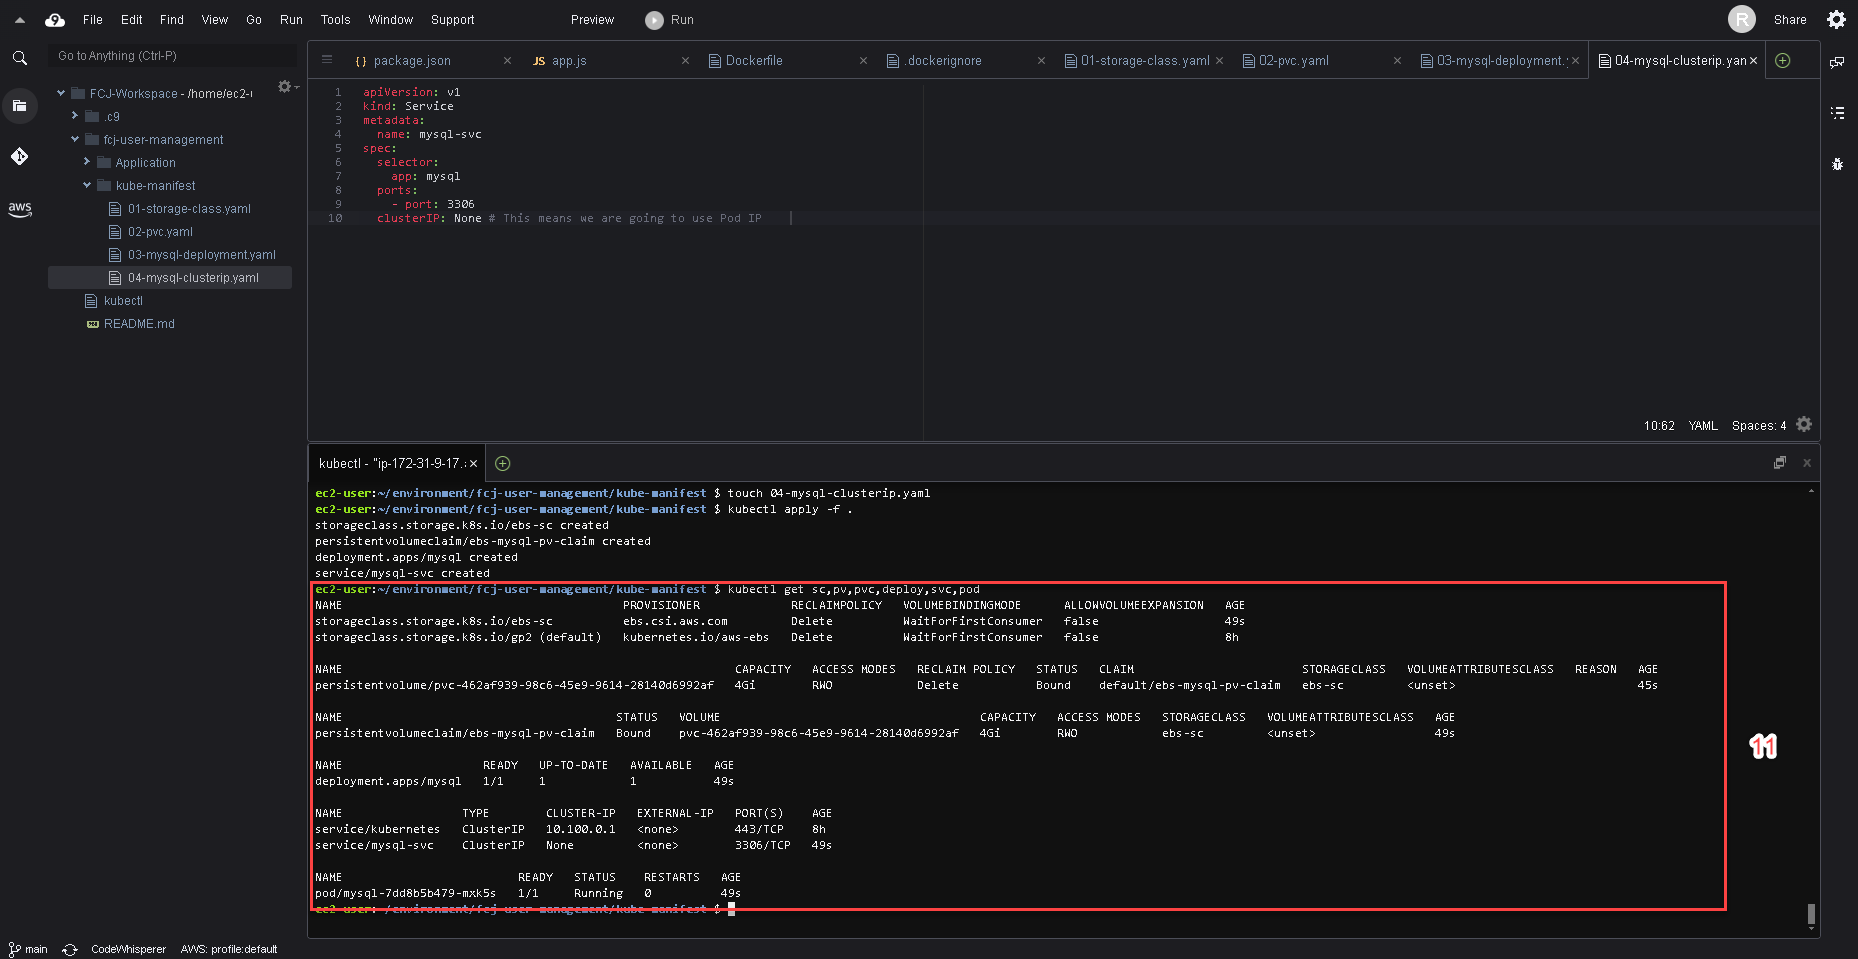 File Edit Find View Go Run Tools Window Support Preview Run R Share
Go to Anything (Ctrl-P)
package.json app.js Dockerfile .dockerignore 01-storage-class.yaml 02-pvc.yaml 03-mysql-deployment. 04-mysql-clusterip.yan
FCJ-Workspace - /home/ec2-
.c9
fcj-user-management
Application
kube-manifest
01-storage-class.yaml
02-pvc.yaml
03-mysql-deployment.yaml
04-mysql-clusterip.yaml
kubectl
README.md
aws
1 apiVersion: v1
2 kind: Service
3 metadata:
4 name: mysql-svc
5 spec:
6 selector:
7 app: mysql
8 ports:
9 - port: 3306
10 clusterIP: None # This means we are going to use Pod IP
10:62 YAML Spaces: 4
kubectl - "ip-172-31-9-17.
ec2-user:~/environment/fcj-user-management/kube-manifest $ touch 04-mysql-clusterip.yaml
ec2-user:~/environment/fcj-user-management/kube-manifest $ kubectl apply -f .
storageclass.storage.k8s.io/ebs-sc created
persistentvolumeclaim/ebs-mysql-pv-claim created
deployment.apps/mysql created
service/mysql-svc created
ec2-user:~/environment/fcj-user-management/kube-manifest $ kubectl get sc,pv,pvc,deploy,svc,pod
NAME PROVISIONER RECLAIMPOLICY VOLUMEBINDINGMODE ALLOWVOLUMEEXPANSION AGE
storageclass.storage.k8s.io/ebs-sc ebs.csi.aws.com Delete WaitForFirstConsumer false 49s
storageclass.storage.k8s.io/gp2 (default) kubernetes.io/aws-ebs Delete WaitForFirstConsumer false 8h
NAME CAPACITY ACCESS MODES RECLAIM POLICY STATUS CLAIM STORAGECLASS VOLUMEATTRIBUTESCLASS REASON AGE
persistentvolume/pvc-462af939-98c6-45e9-9614-28140d6992af 4Gi RWO Delete Bound default/ebs-mysql-pv-claim ebs-sc <unset> 45s
NAME STATUS VOLUME CAPACITY ACCESS MODES STORAGECLASS VOLUMEATTRIBUTESCLASS AGE
persistentvolumeclaim/ebs-mysql-pv-claim Bound pvc-462af939-98c6-45e9-9614-28140d6992af 4Gi RWO ebs-sc <unset> 49s
NAME READY UP-TO-DATE AVAILABLE AGE
deployment.apps/mysql 1/1 1 1 49s
NAME TYPE CLUSTER-IP EXTERNAL-IP PORT(S) AGE
service/kubernetes ClusterIP 10.100.0.1 <none> 443/TCP 8h
service/mysql-svc ClusterIP None <none> 3306/TCP 49s
NAME READY STATUS RESTARTS AGE
pod/mysql-7dd8b5b479-mxk5s 1/1 Running 0 49s
ec2-user:~/environment/fcj-user-management/kube-manifest $
11
main CodeWhisperer AWS: profile:default